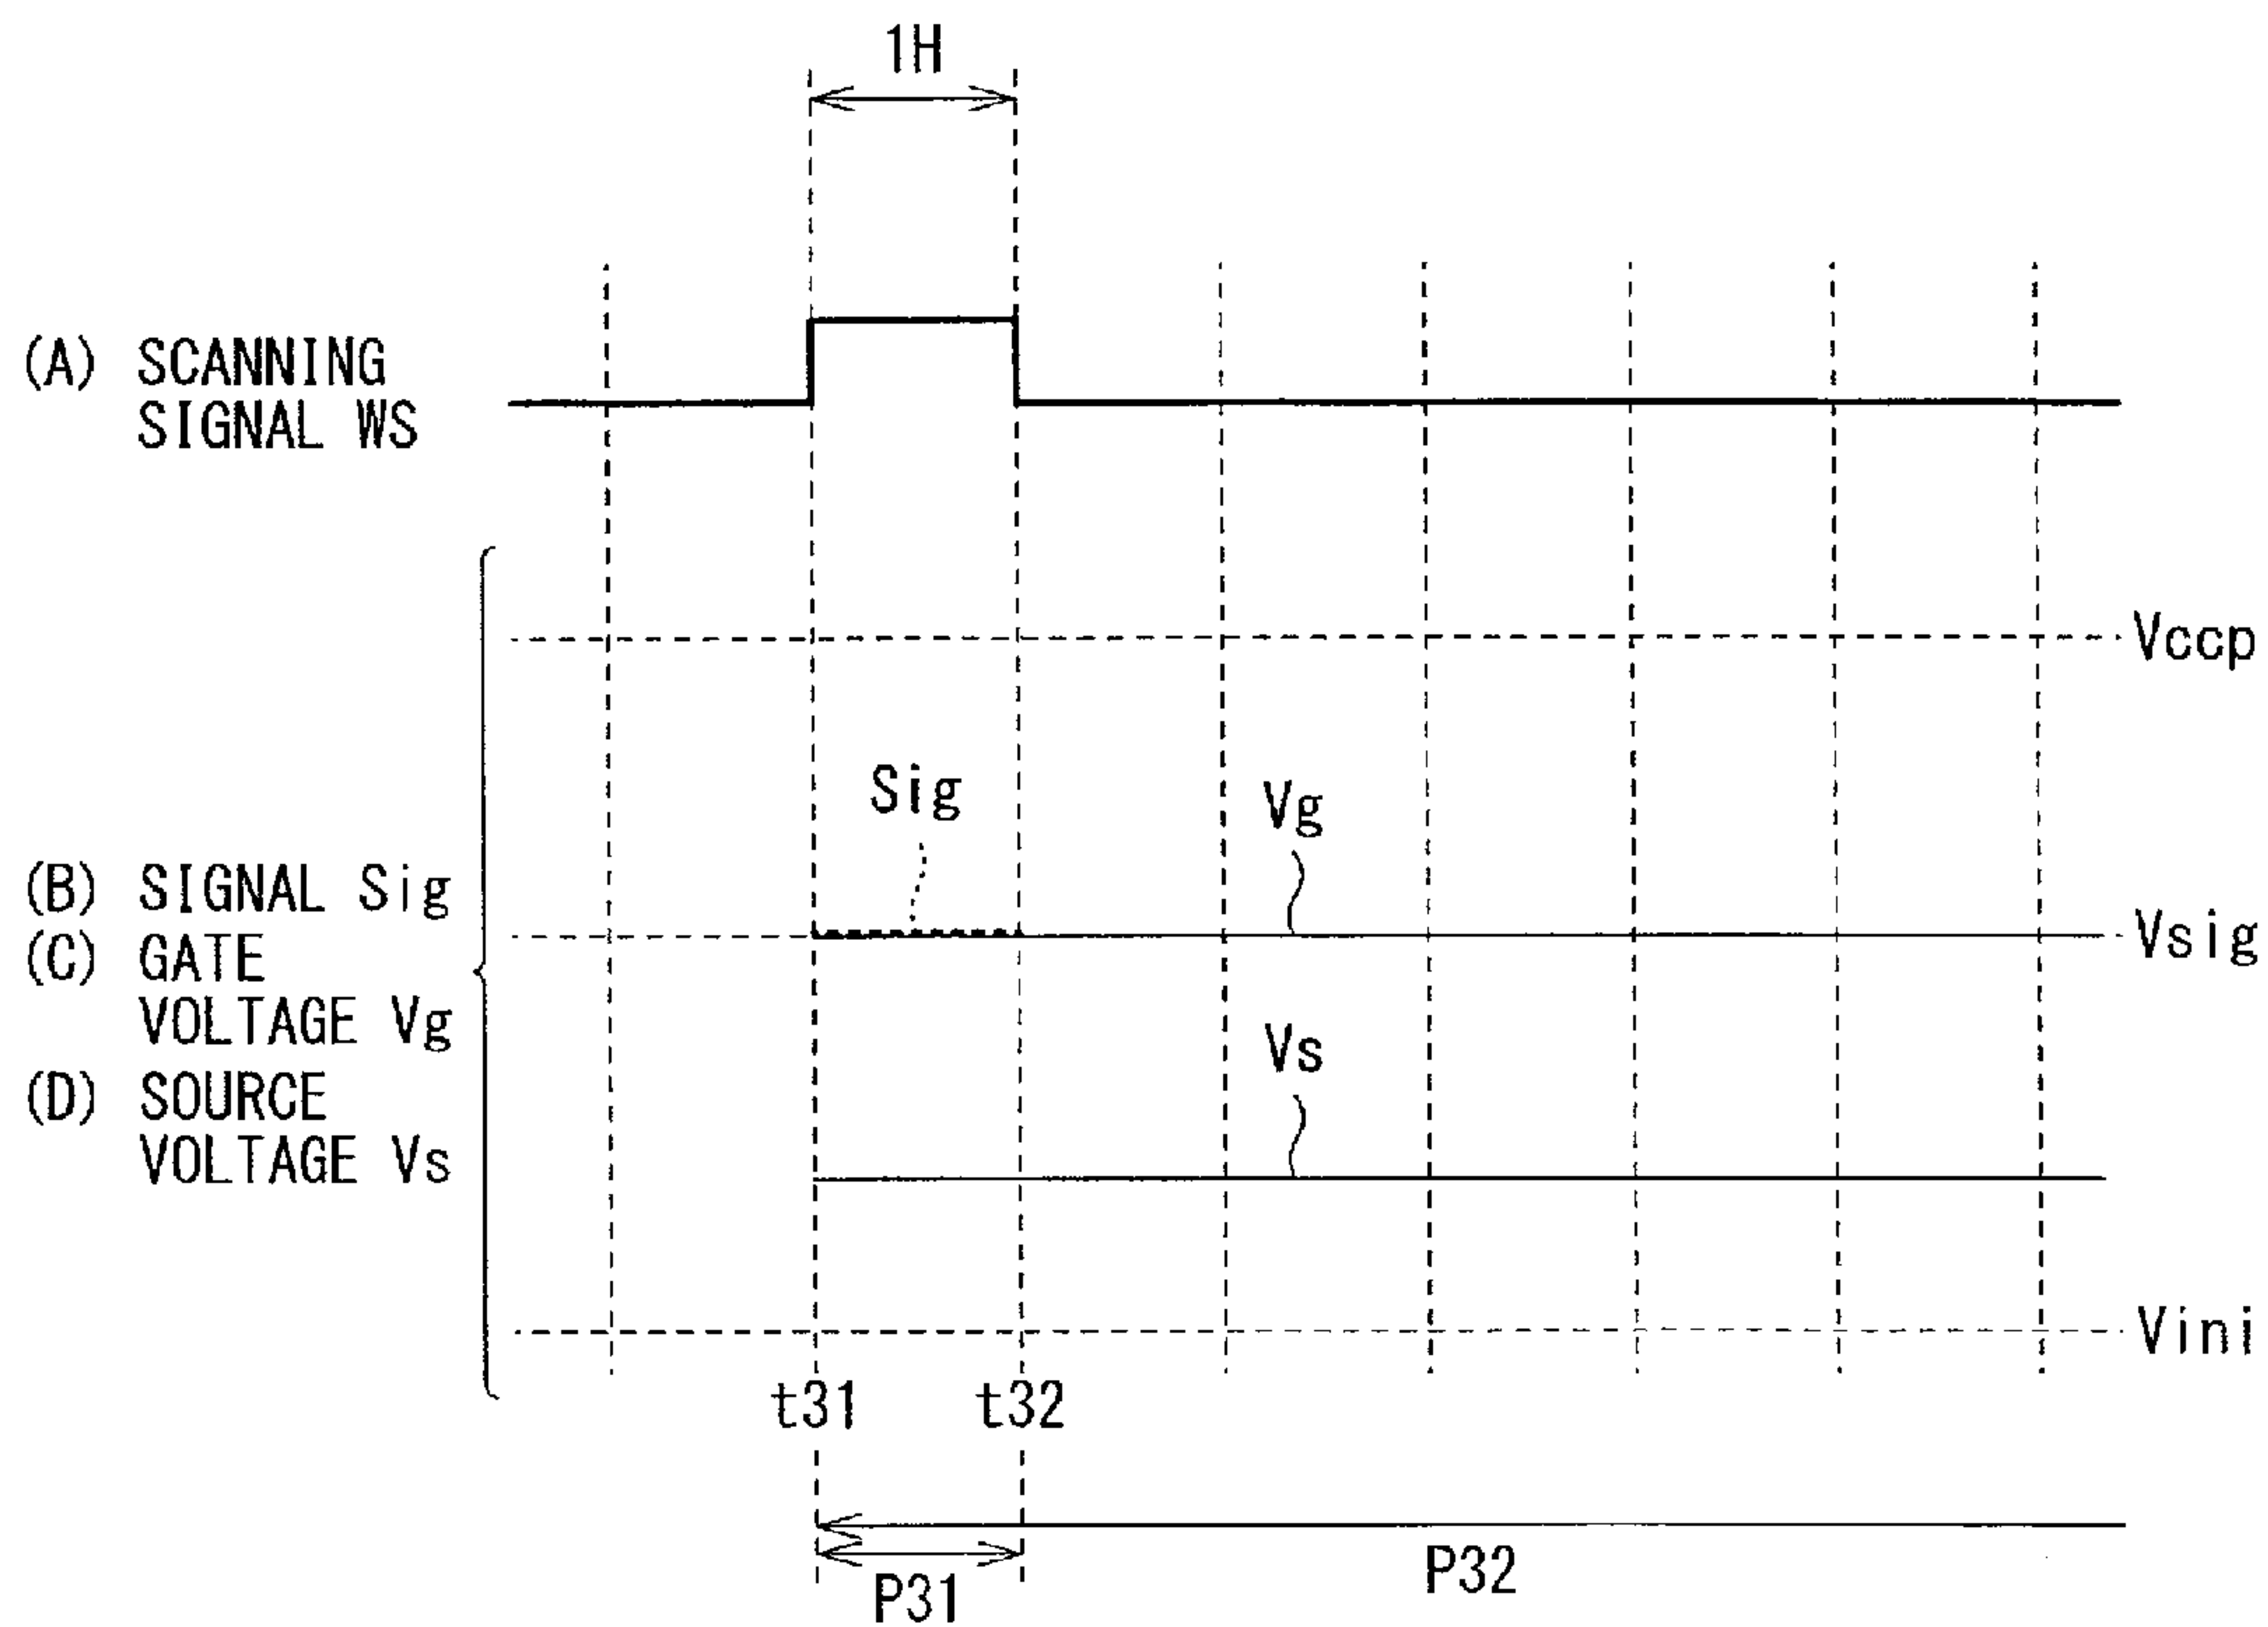 1H
(A) SCANNING
SIGNAL WS
Vccp
Sig
Vg
(B) SIGNAL Sig
(C) GATE
VOLTAGE Vg
Vsig
Vs
(D) SOURCE
VOLTAGE Vs
Vini
t31 t32
P31
P32